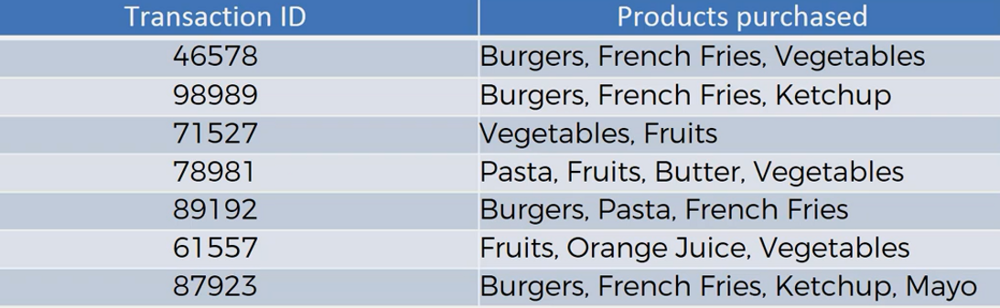 Transaction ID Products purchased
46578 Burgers, French Fries, Vegetables
98989 Burgers, French Fries, Ketchup
71527 Vegetables, Fruits
78981 Pasta, Fruits, Butter, Vegetables
89192 Burgers, Pasta, French Fries
61557 Fruits, Orange Juice, Vegetables
87923 Burgers, French Fries, Ketchup, Mayo